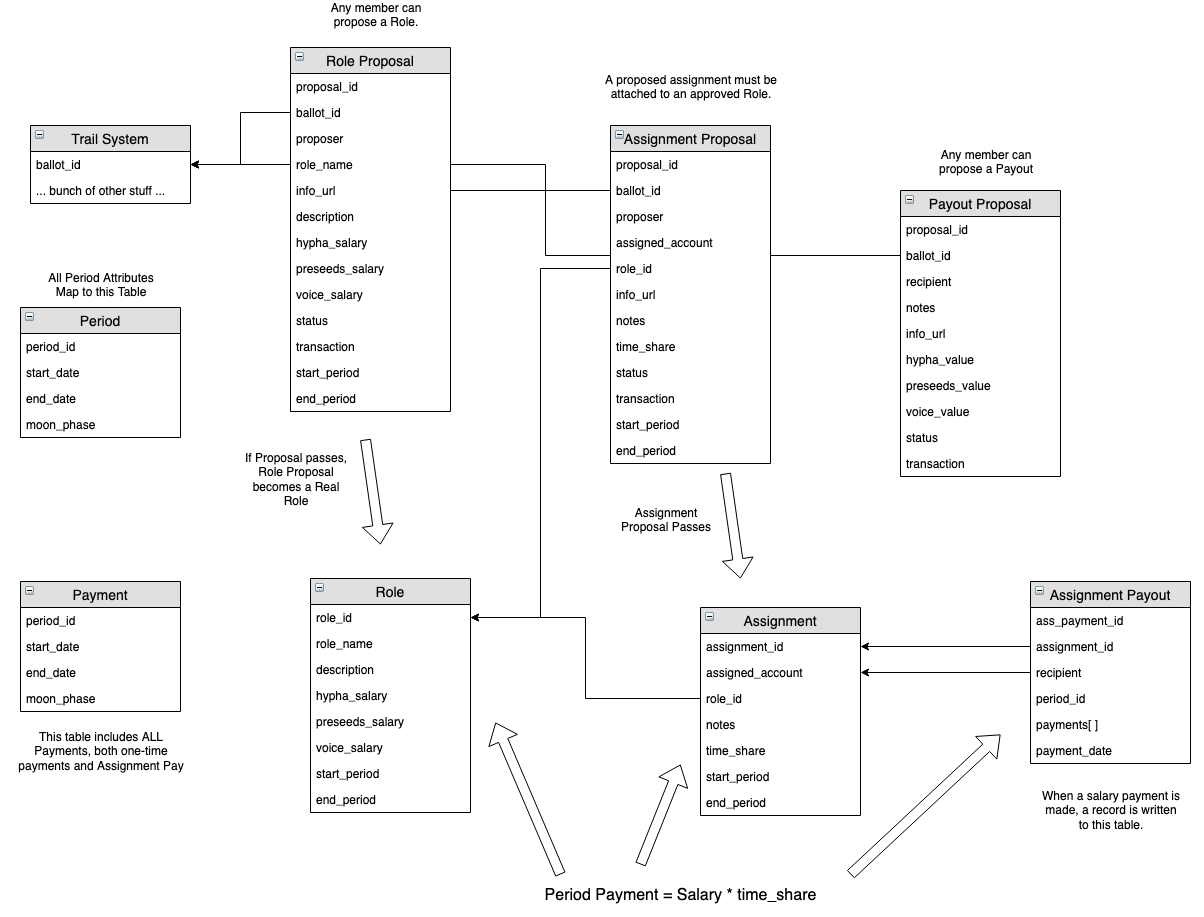 Any member can
propose a Role.
Role Proposal
proposal_id
ballot_id
proposer
role_name
info_url
description
hypha_salary
preseeds_salary
voice_salary
status
transaction
start_period
end_period
Trail System
ballot_id
... bunch of other stuff ...
A proposed assignment must be
attached to an approved Role.
Assignment Proposal
proposal_id
ballot_id
proposer
assigned_account
role_id
info_url
notes
time_share
status
transaction
start_period
end_period
Any member can
propose a Payout
Payout Proposal
proposal_id
ballot_id
recipient
notes
info_url
hypha_value
preseeds_value
voice_value
status
transaction
All Period Attributes
Map to this Table
Period
period_id
start_date
end_date
moon_phase
If Proposal passes,
Role Proposal
becomes a Real
Role
Assignment
Proposal Passes
Payment
period_id
start_date
end_date
moon_phase
This table includes ALL
Payments, both one-time
payments and Assignment Pay
Role
role_id
role_name
description
hypha_salary
preseeds_salary
voice_salary
start_period
end_period
Assignment
assignment_id
assigned_account
role_id
notes
time_share
start_period
end_period
Assignment Payout
ass_payment_id
assignment_id
recipient
period_id
payments[ ]
payment_date
When a salary payment is
made, a record is written
to this table.
Period Payment = Salary * time_share